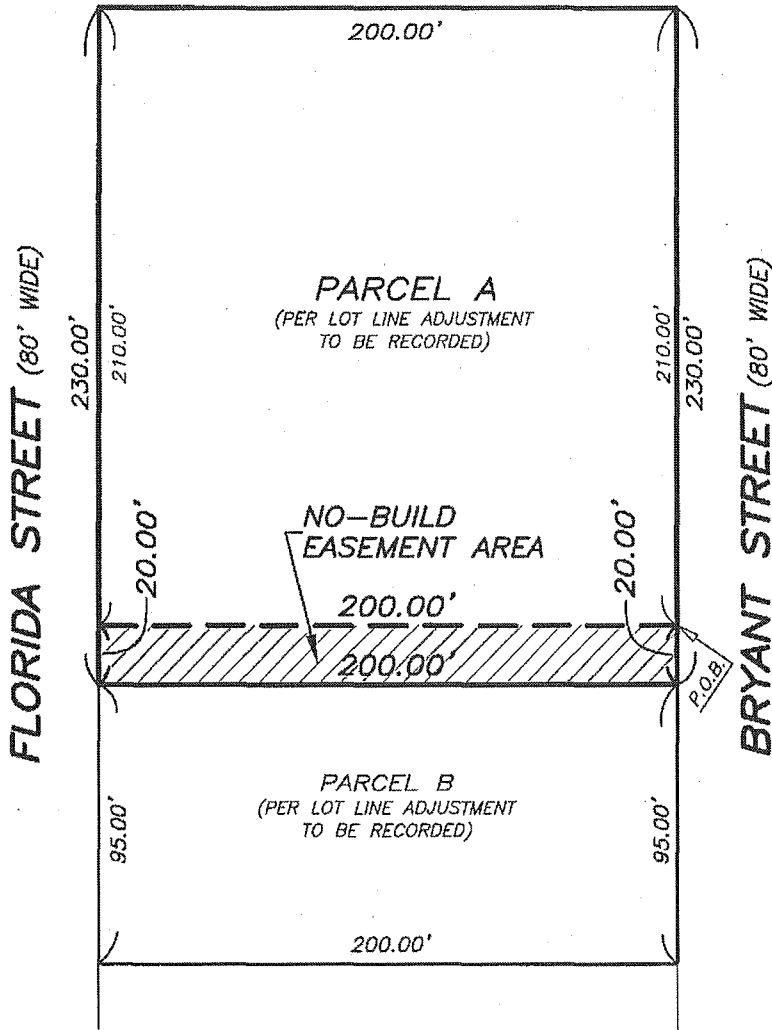 200.00'
FLORIDA STREET (80' WIDE)
230.00'
210.00'
PARCEL A
(PER LOT LINE ADJUSTMENT
TO BE RECORDED)
210.00'
230.00'
BRYANT STREET (80' WIDE)
20.00'
NO-BUILD
EASEMENT AREA
20.00'
200.00'
200.00'
P.O.B.
95.00'
PARCEL B
(PER LOT LINE ADJUSTMENT
TO BE RECORDED)
95.00'
200.00'